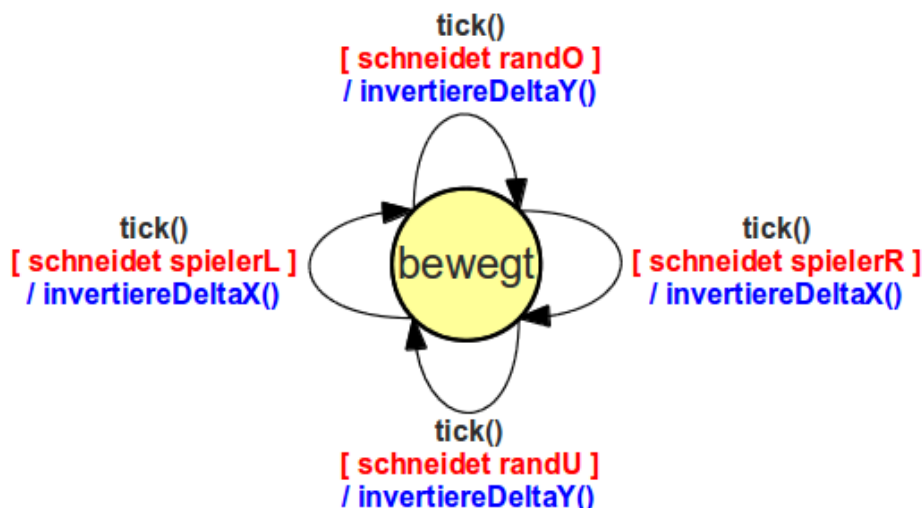 tick()
[ schneidet randO ]
/ invertiereDeltaY()
tick()
[ schneidet spielerL ]
/ invertiereDeltaX()
bewegt
tick()
[ schneidet spielerR ]
/ invertiereDeltaX()
tick()
[ schneidet randU ]
/ invertiereDeltaY()